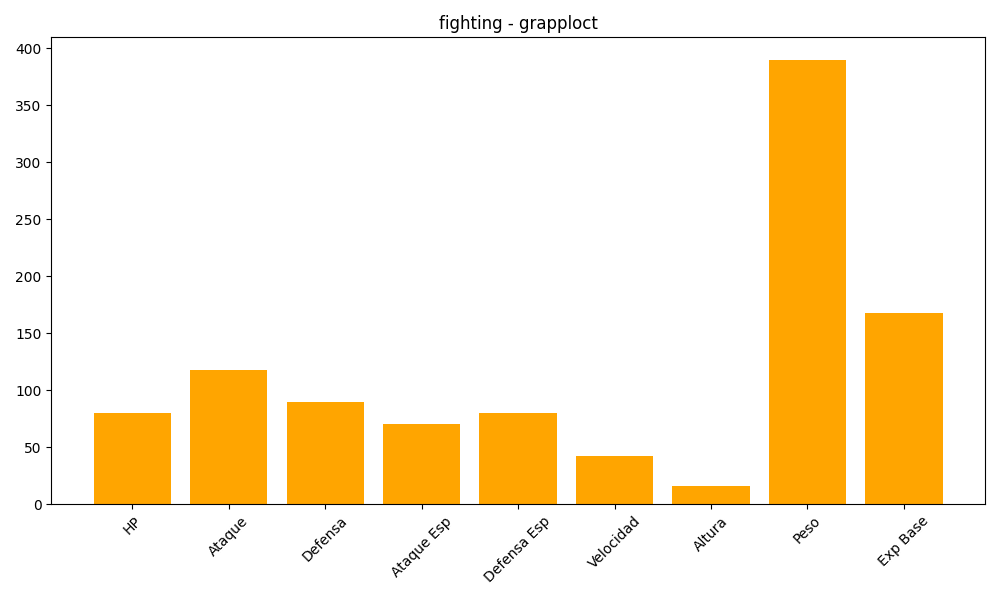 fighting - grapploct
400
350
300
250
200
150
100
50
0
HP
Ataque
Defensa
Ataque Esp
Defensa Esp
Velocidad
Altura
Peso
Exp Base